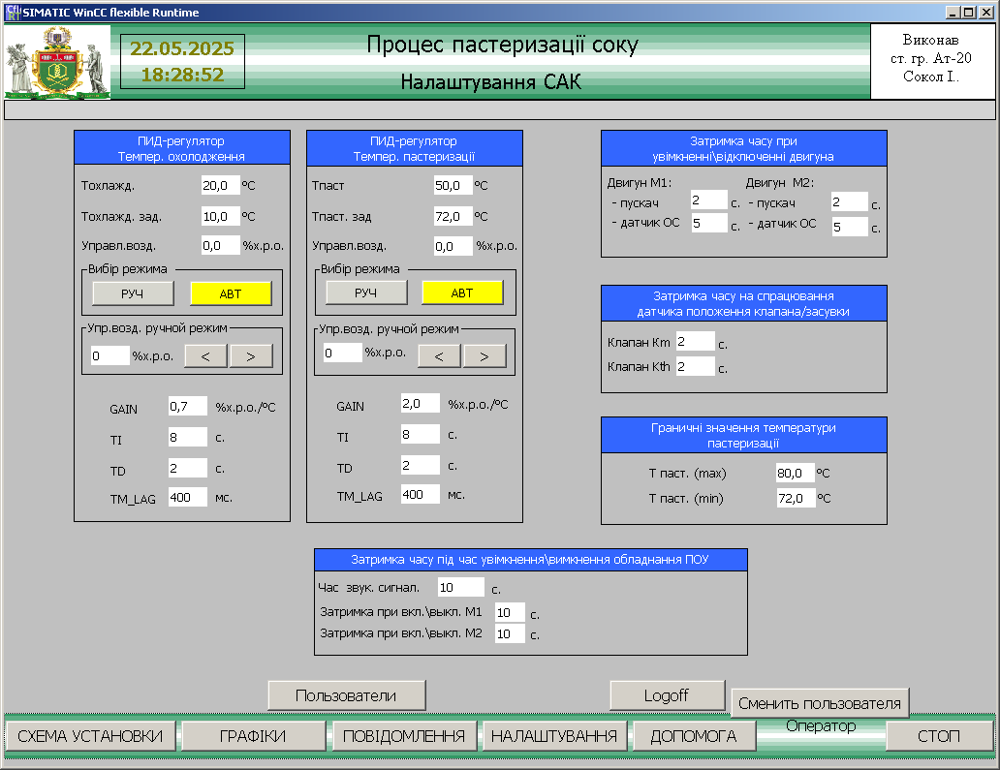 SIMATIC WinCC flexible Runtime
22.05.2025
18:28:52
Процес пастеризації соку
Налаштування САК
Виконав
ст. гр. Ат-20
Сокол І..
ПИД-регулятор
Темпер. охолодження
Тохлажд. 20,0 °C
Тохлажд. зад. 10,0 °C
Управл.возд. 0,0 %х.р.о.
Вибір режима
РУЧ АВТ
Упр.возд. ручной режим
0 %х.р.о. < >
GAIN 0,7 %х.р.о./°C
TI 8 с.
TD 2 с.
TM_LAG 400 мс.
ПИД-регулятор
Темпер. пастеризації
Тпаст 50,0 °C
Тпаст. зад 72,0 °C
Управл.возд. 0,0 %х.р.о.
Вибір режима
РУЧ АВТ
Упр.возд. ручной режим
0 %х.р.о. < >
GAIN 2,0 %х.р.о./°C
TI 8 с.
TD 2 с.
TM_LAG 400 мс.
Затримка часу при
увімкненні\відключенні двигуна
Двигун М1: Двигун М2:
- пускач 2 с. - пускач 2 с.
- датчик ОС 5 с. - датчик ОС 5 с.
Затримка часу на спрацювання
датчика положення клапана/засувки
Клапан Km 2 с.
Клапан Kth 2 с.
Граничні значення температури
пастеризації
Т паст. (max) 80,0 °C
Т паст. (min) 72,0 °C
Затримка часу під час увімкнення\вимкнення обладнання ПОУ
Час звук. сигнал. 10 с.
Затримка при вкл.\выкл. М1 10 с.
Затримка при вкл.\выкл. М2 10 с.
Пользователи Logoff Сменить пользователя
Оператор
СХЕМА УСТАНОВКИ ГРАФІКИ ПОВІДОМЛЕННЯ НАЛАШТУВАННЯ ДОПОМОГА СТОП